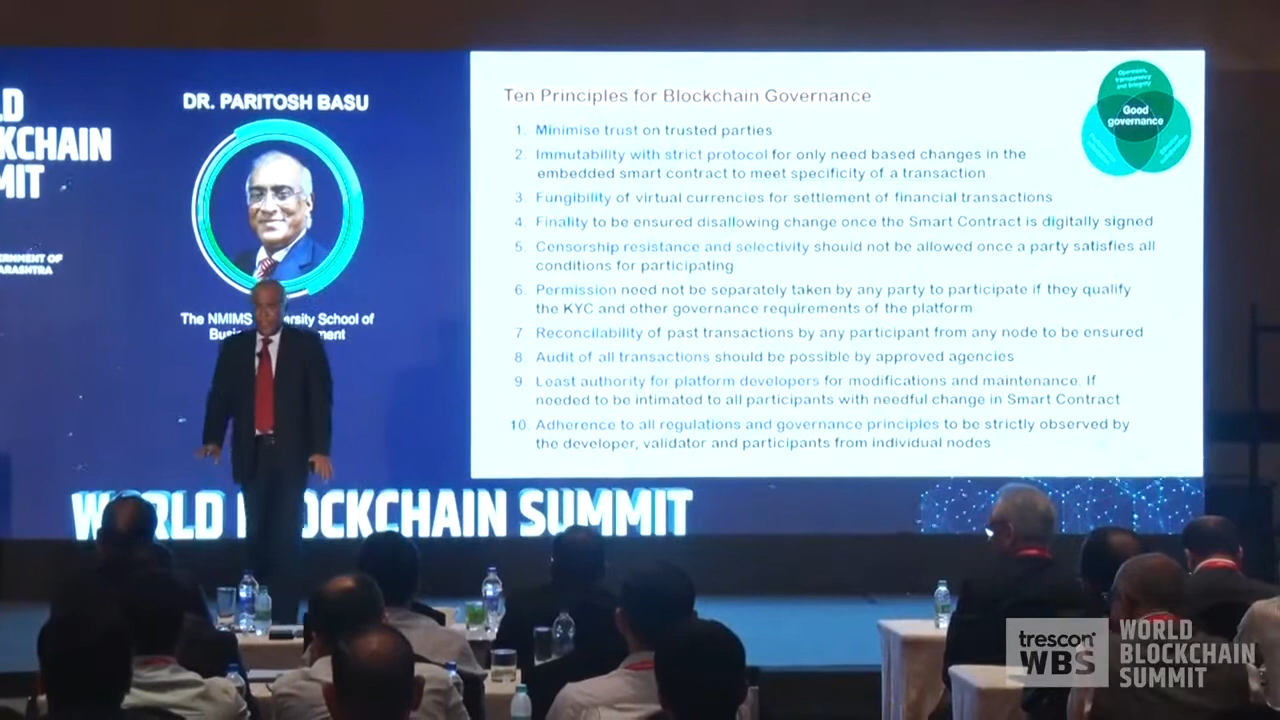 LD
CKCHAIN
MIT
ERNMENT OF
ARASHTRA
DR. PARITOSH BASU
The NMIMS University School of
Ten Principles for Blockchain Governance
1. Minimise trust on trusted parties
2. Immutability with strict protocol for only need based changes in the
embedded smart contract to meet specificity of a transaction
3. Fungibility of virtual currencies for settlement of financial transactions
4. Finality to be ensured disallowing change once the Smart Contract is digitally signed
5. Censorship resistance and selectivity should not be allowed once a party satisfies all
conditions for participating
6. Permission need not be separately taken by any party to participate if they qualify
the KYC and other governance requirements of the platform
7 Reconcilability of past transactions by any participant from any node to be ensured
8. Audit of all transactions should be possible by approved agencies
9. Least authority for platform developers for modifications and maintenance. If
needed to be intimated to all participants with needful change in Smart Contract
10. Adherence to all regulations and governance principles to be strictly observed by
the developer, validator and participants from individual nodes
transparency
and integrity
Good
governance
WORLD BLOCKCHAIN SUMMIT
trescon
WBS
WORLD
BLOCKCHAIN
SUMMIT